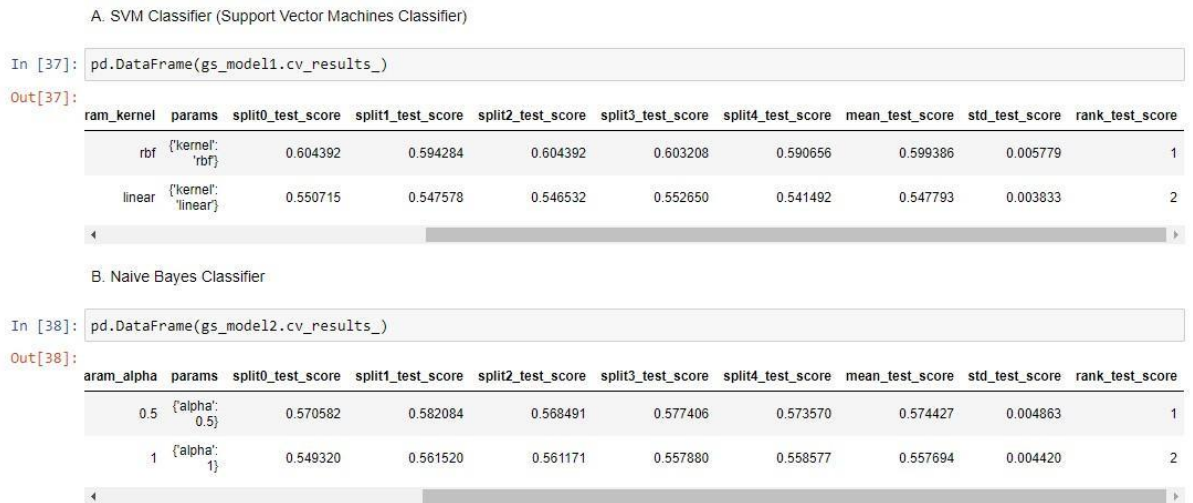 A. SVM Classifier (Support Vector Machines Classifier)
In [37]: pd.DataFrame(gs_model1.cv_results_)
Out[37]:
ram_kernel params split0_test_score split1_test_score split2_test_score split3_test_score split4_test_score mean_test_score std_test_score rank_test_score
rbf {'kernel': 'rbf'} 0.604392 0.594284 0.604392 0.603208 0.590656 0.599386 0.005779 1
linear {'kernel': 'linear'} 0.550715 0.547578 0.546532 0.552650 0.541492 0.547793 0.003833 2
B. Naive Bayes Classifier
In [38]: pd.DataFrame(gs_model2.cv_results_)
Out[38]:
aram_alpha params split0_test_score split1_test_score split2_test_score split3_test_score split4_test_score mean_test_score std_test_score rank_test_score
0.5 {'alpha': 0.5} 0.570582 0.582084 0.568491 0.577406 0.573570 0.574427 0.004863 1
1 {'alpha': 1} 0.549320 0.561520 0.561171 0.557880 0.558577 0.557694 0.004420 2